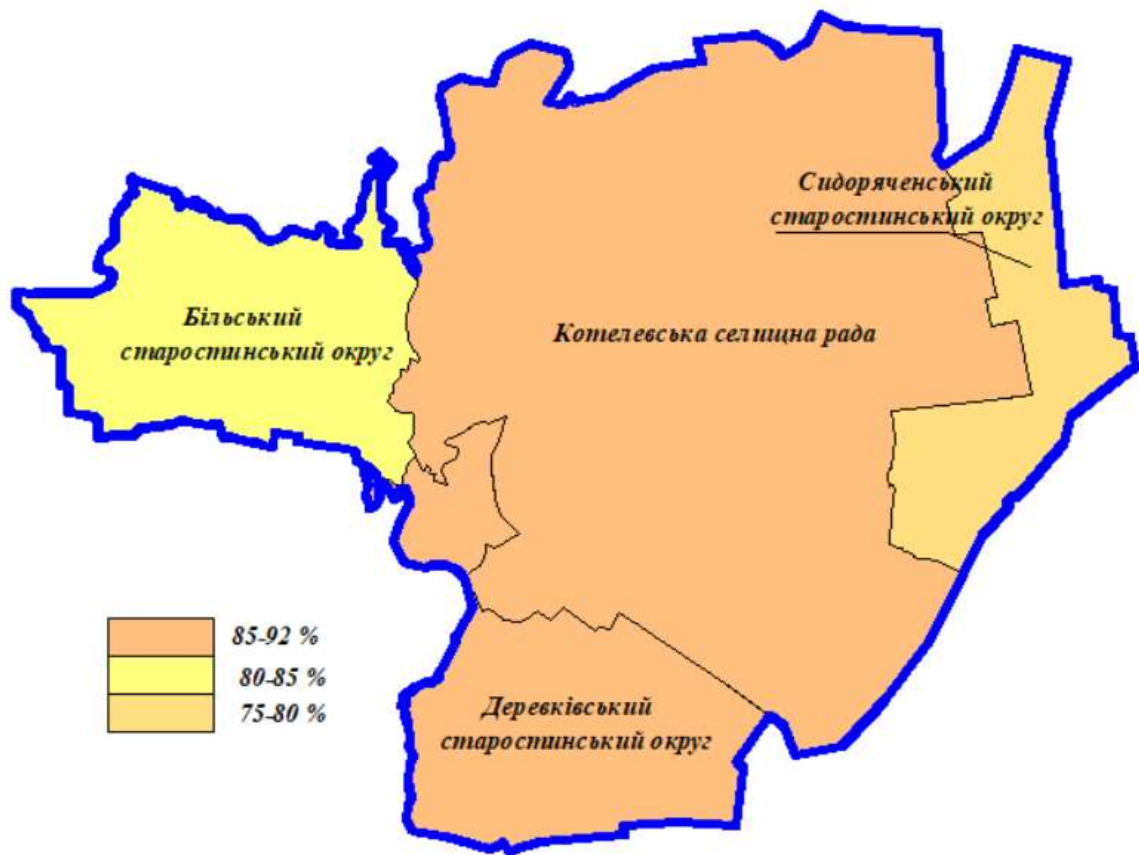 Сидоряченський
старостинський округ
Більський
старостинський округ
Котелевська селищна рада
85-92 %
80-85 %
75-80 %
Деревківський
старостинський округ